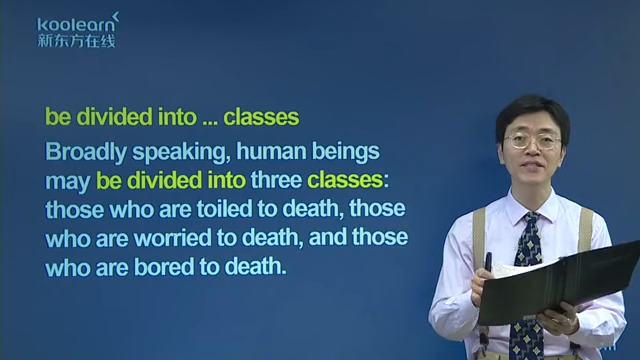 koolearn
新东方在线
be divided into ... classes
Broadly speaking, human beings
may be divided into three classes:
those who are toiled to death, those
who are worried to death, and those
who are bored to death.